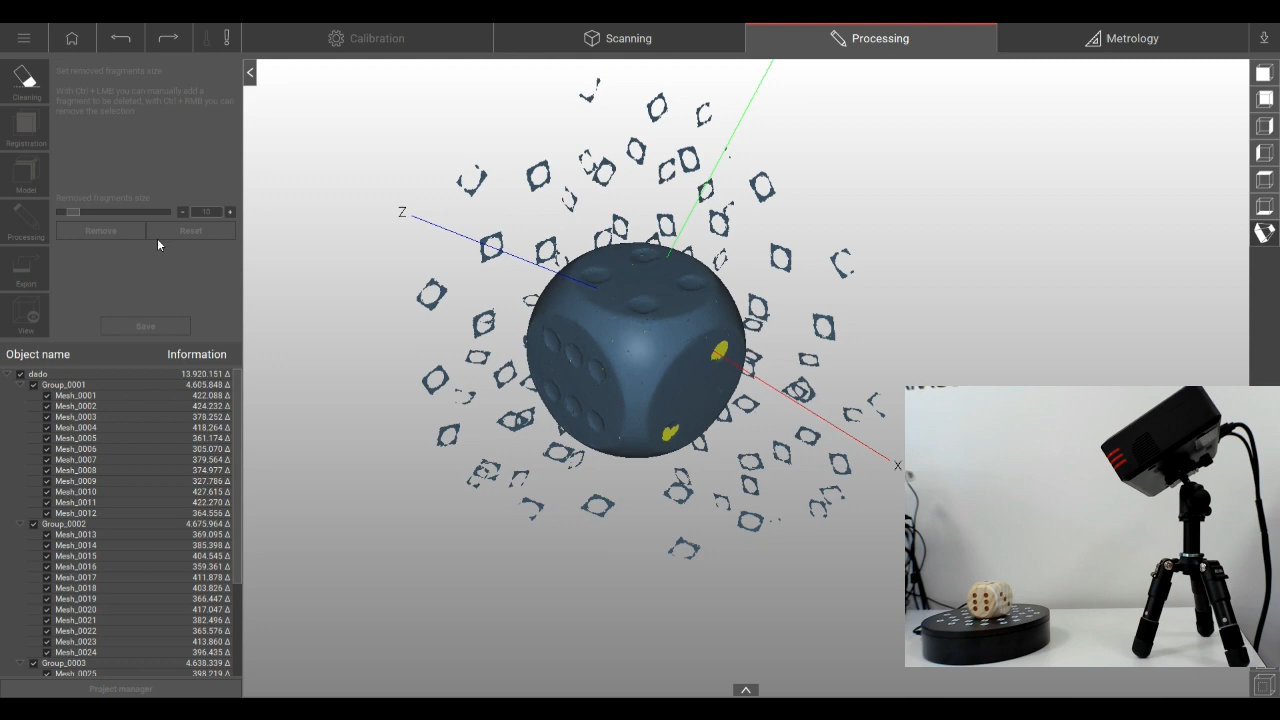 Calibration
Scanning
Processing
Metrology
Cleaning
Registration
Model
Processing
Export
View
Set removed fragments size
With Ctrl + LMB you can manually add a
fragment to be deleted, with Ctrl + RMB you can
remove the selection
Removed fragments size
- 10 +
Remove Reset
Save
Object name Information
dado 13.920.151 Δ
Group_0001 4.605.848 Δ
Mesh_0001 422.088 Δ
Mesh_0002 424.232 Δ
Mesh_0003 378.252 Δ
Mesh_0004 418.264 Δ
Mesh_0005 361.174 Δ
Mesh_0006 305.070 Δ
Mesh_0007 379.564 Δ
Mesh_0008 374.977 Δ
Mesh_0009 327.786 Δ
Mesh_0010 427.615 Δ
Mesh_0011 422.270 Δ
Mesh_0012 364.556 Δ
Group_0002 4.675.964 Δ
Mesh_0013 369.095 Δ
Mesh_0014 385.398 Δ
Mesh_0015 404.545 Δ
Mesh_0016 359.361 Δ
Mesh_0017 411.878 Δ
Mesh_0018 403.826 Δ
Mesh_0019 366.447 Δ
Mesh_0020 417.047 Δ
Mesh_0021 382.496 Δ
Mesh_0022 365.576 Δ
Mesh_0023 413.860 Δ
Mesh_0024 396.435 Δ
Group_0003 4.638.339 Δ
Mesh_0025 398.219 Δ
Project manager
Z
X